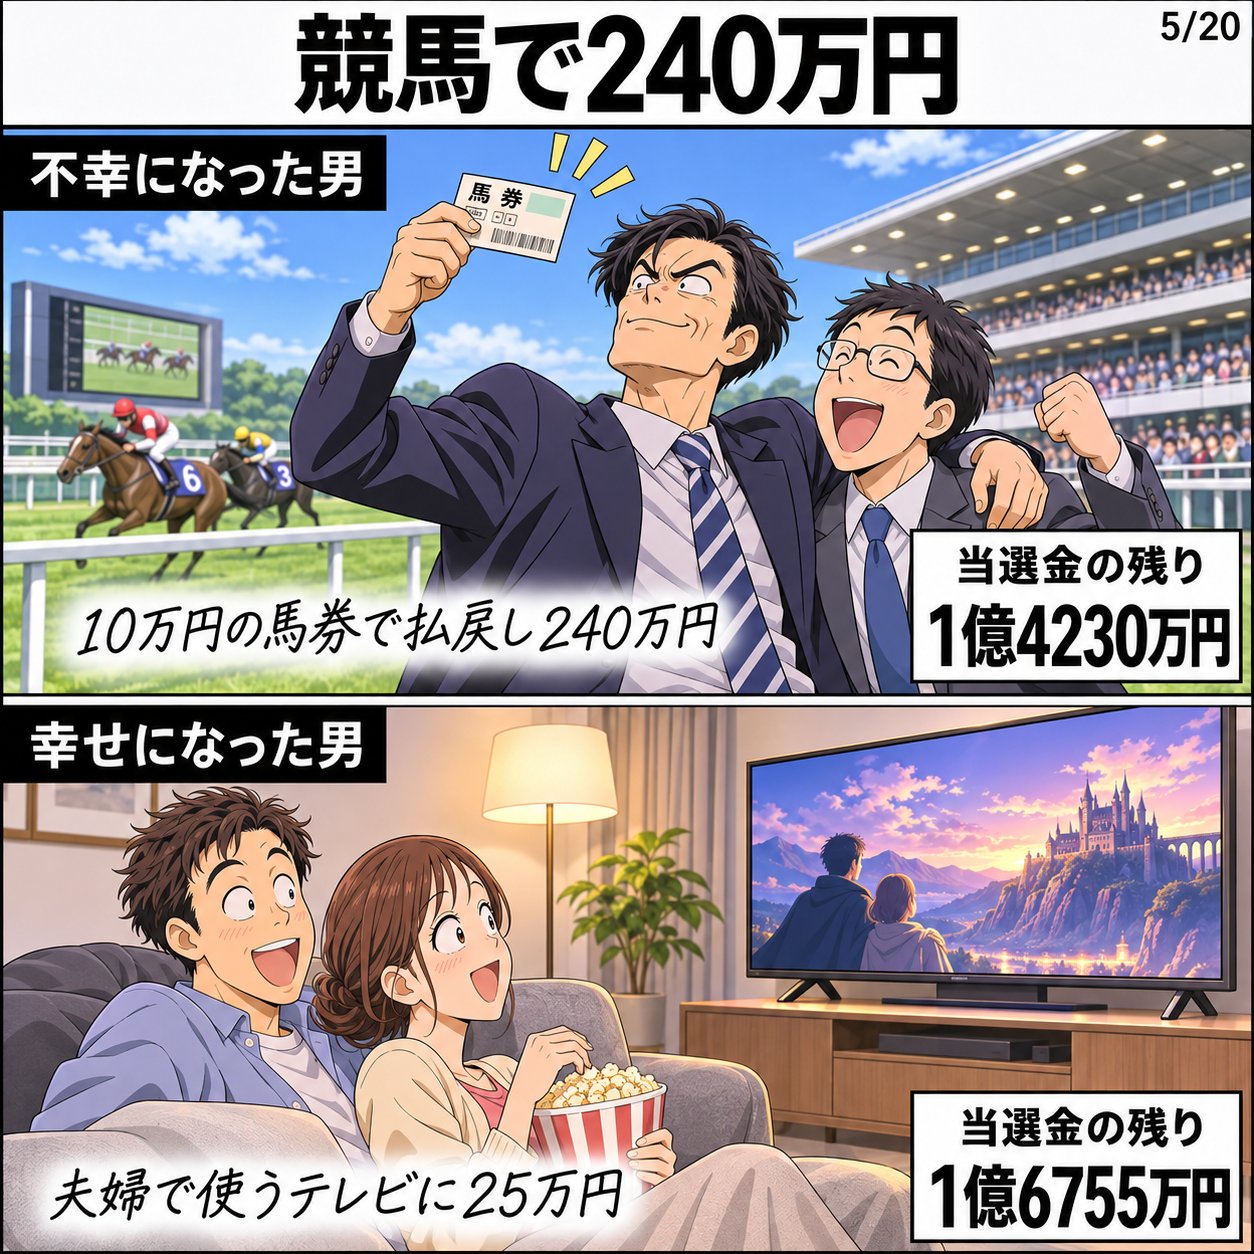 競馬で240万円
5/20
不幸になった男
馬券
6
3
10万円の馬券で払戻し240万円
当選金の残り
1億4230万円
幸せになった男
夫婦で使うテレビに25万円
当選金の残り
1億6755万円